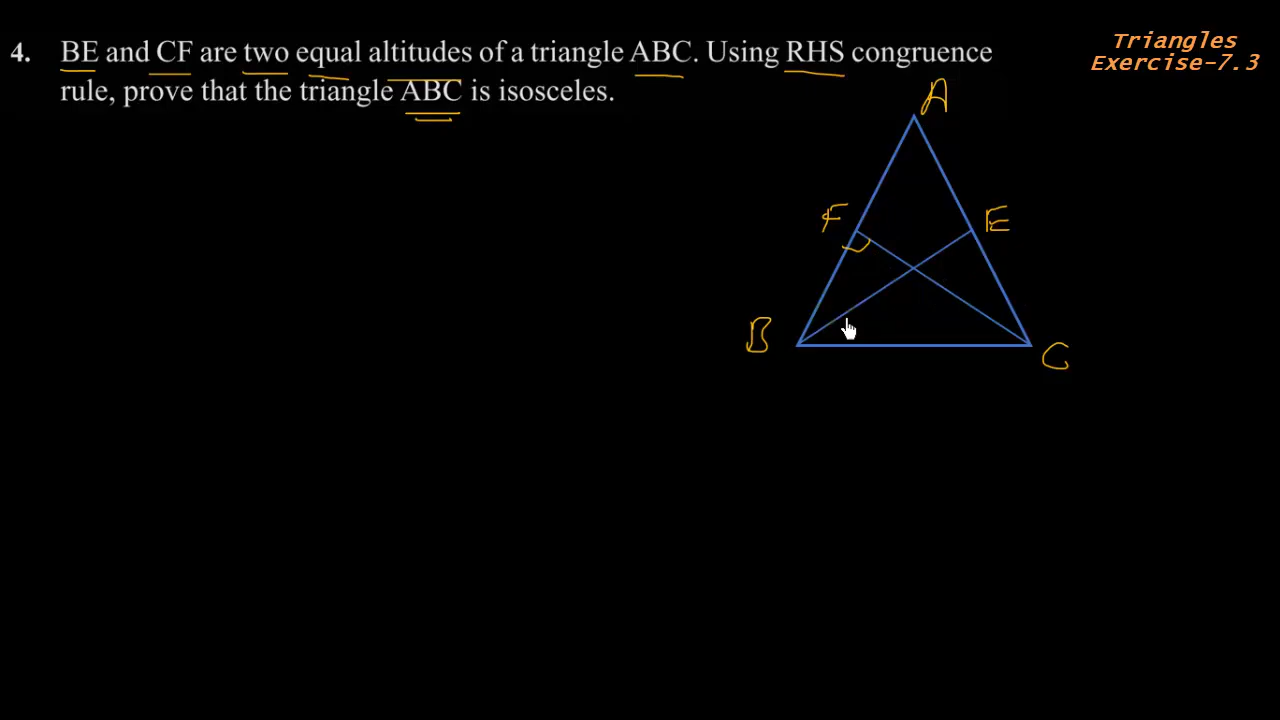 4. BE and CF are two equal altitudes of a triangle ABC. Using RHS congruence
rule, prove that the triangle ABC is isosceles.
Triangles
Exercise-7.3
A
F
E
B
C